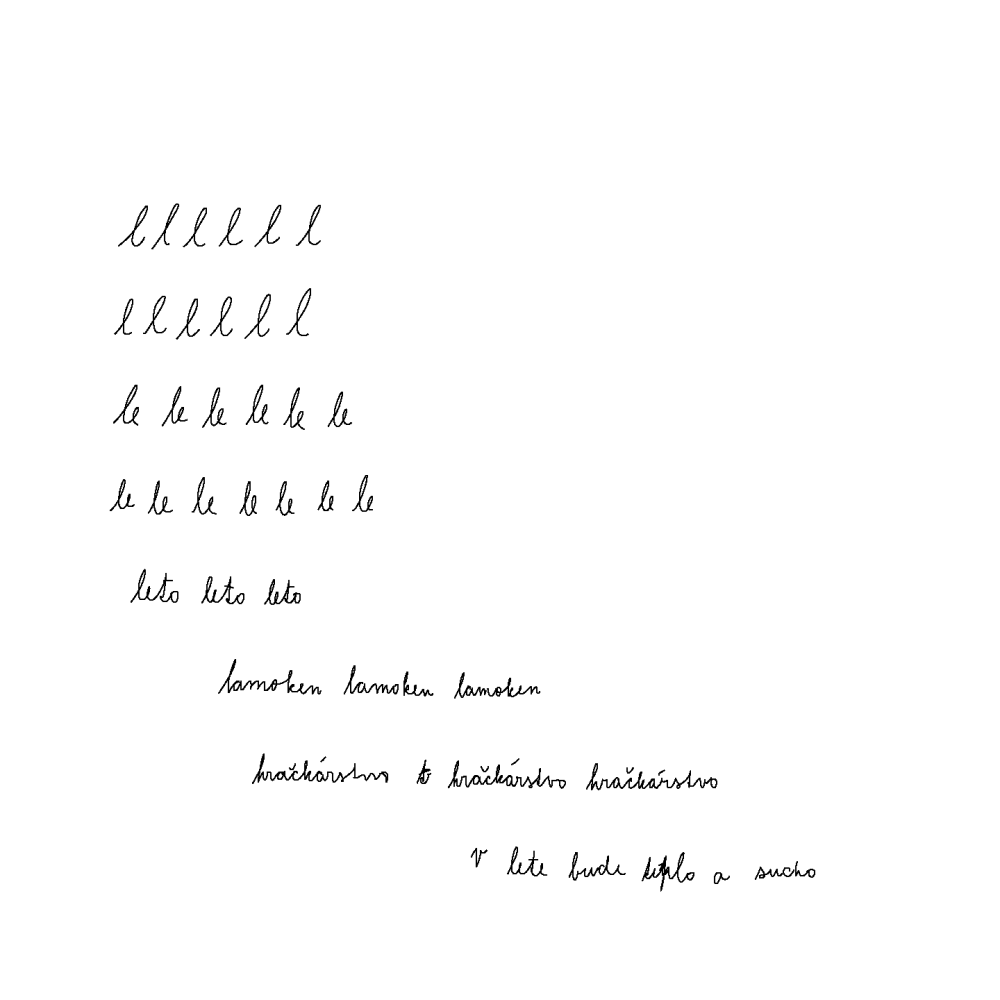 l l l l l l
l l l l l l
le le le le le le
le le le le le le le
leto leto leto
lamoken lamoken lamoken
hračkárstvo hračkárstvo hračkárstvo
v lete bude teplo a sucho